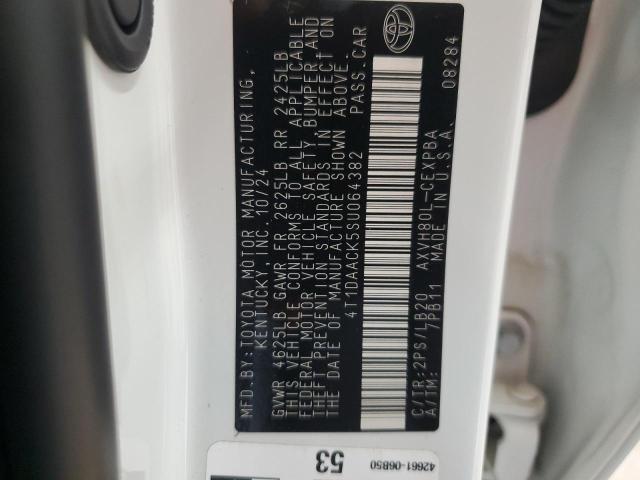 MFD.BY:TOYOTA MOTOR MANUFACTURING,
KENTUCKY, INC. 10/24
GVWR 4625LB GAWR FR 2625LB RR 2425LB
THIS VEHICLE CONFORMS TO ALL APPLICABLE
FEDERAL MOTOR VEHICLE SAFETY, BUMPER, AND
THEFT PREVENTION STANDARDS IN EFFECT ON
THE DATE OF MANUFACTURE SHOWN ABOVE.
4T1DAACK5SU064382 PASS.CAR
C/TR:2PS/LB20 AXVH80L-CEXPBA
A/TM: 7PB11 MADE IN U.S.A. 08284
53
42661-06B50